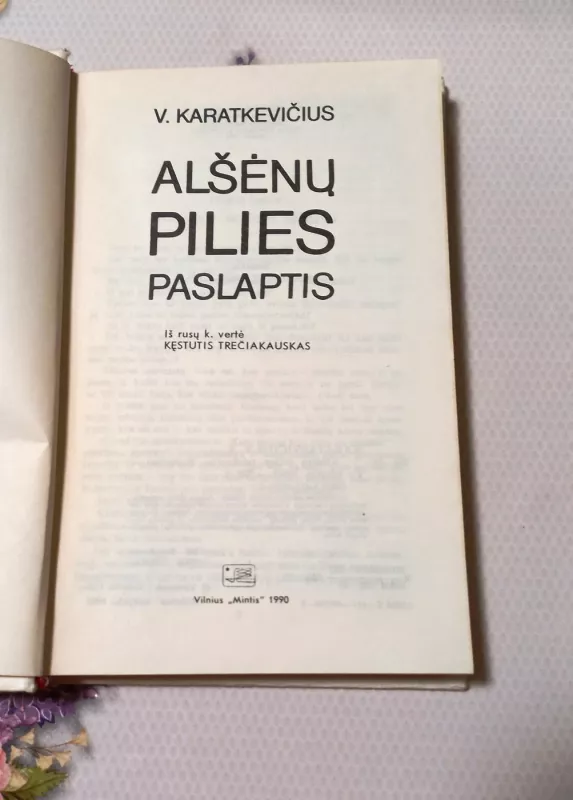 V. KARATKEVIČIUS
ALŠĖNŲ
PILIES
PASLAPTIS
Iš rusų k. vertė
KĘSTUTIS TREČIAKAUSKAS
Vilnius „Mintis“ 1990